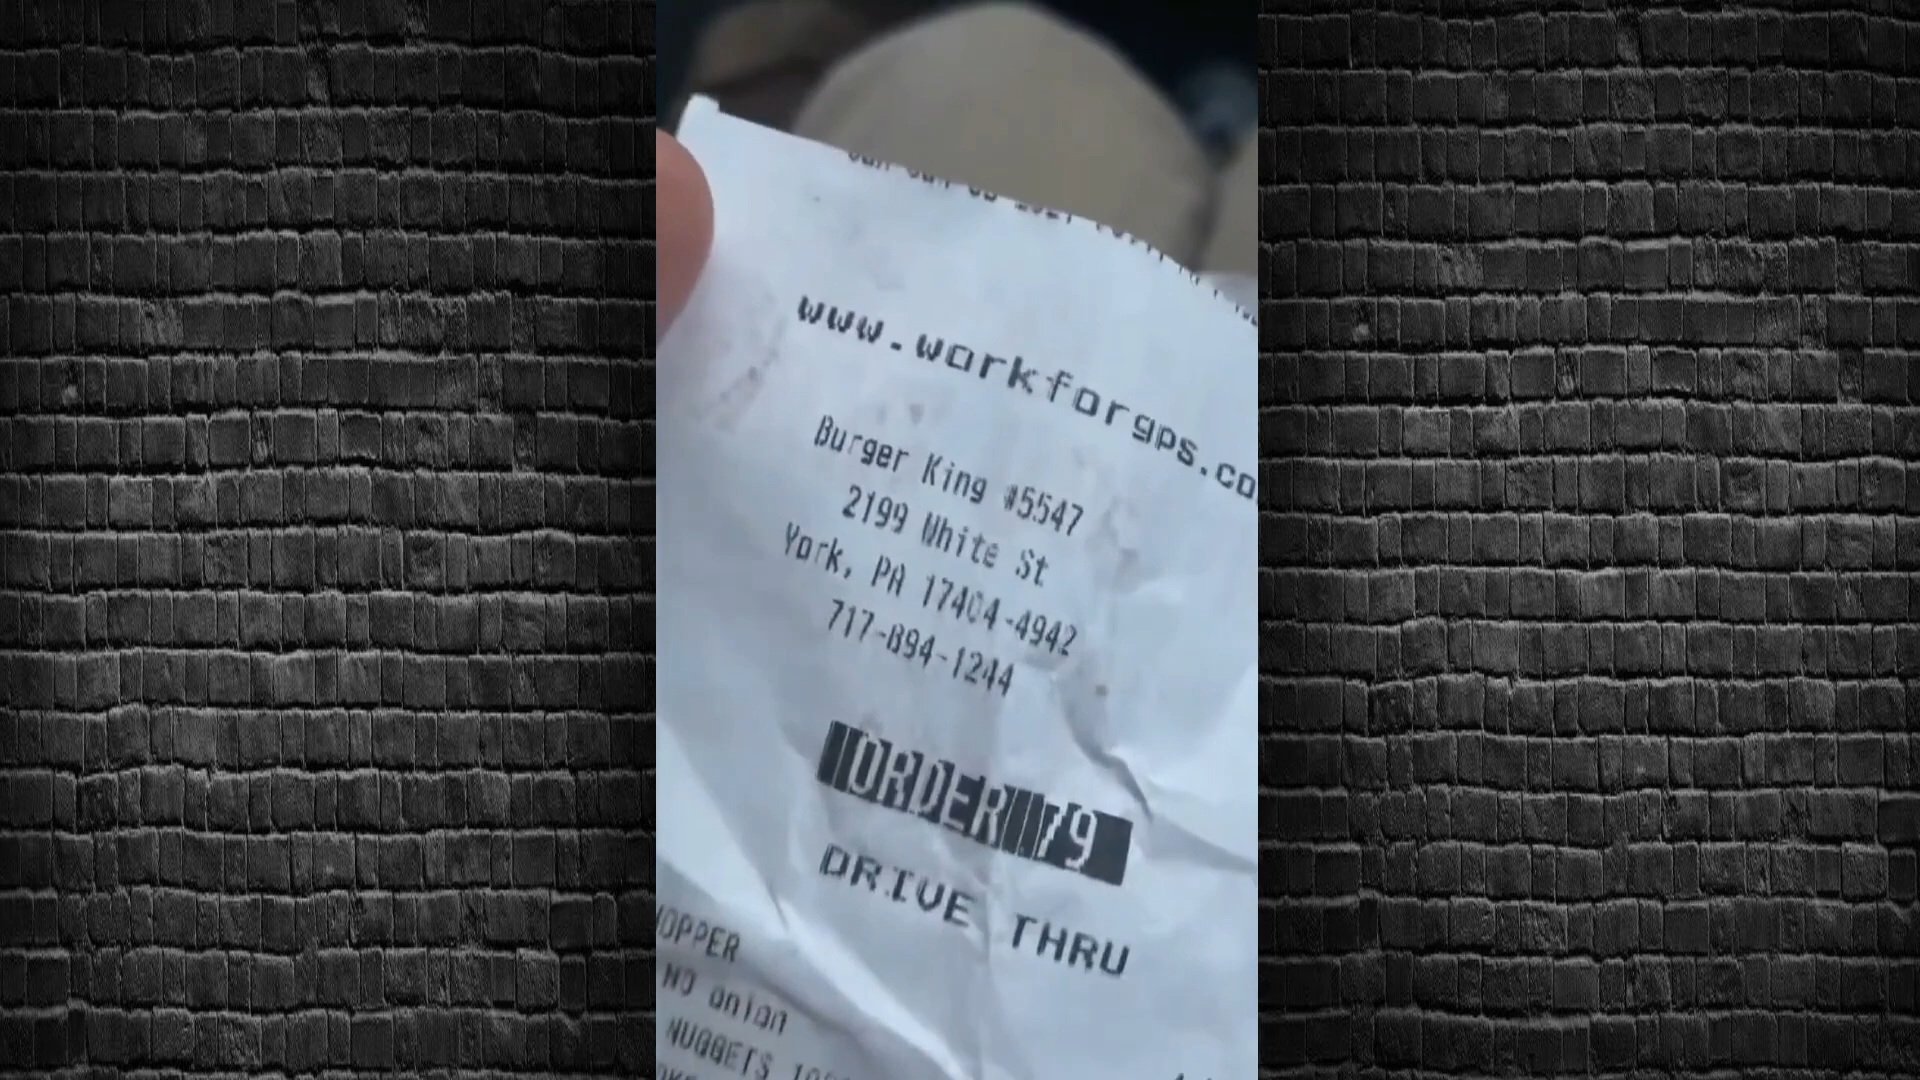 www.workforgps.co
Burger King #5547
2199 White St
York, PA 17404-4942
717-894-1244
ORDER 79
DRIVE THRU
OPPER
NO onion
NUGGETS